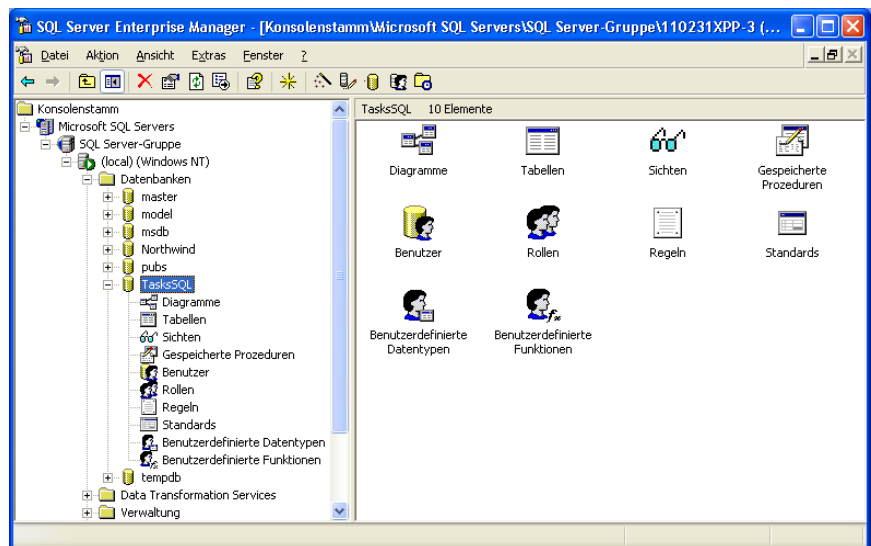 SQL Server Enterprise Manager - [Konsolenstamm\Microsoft SQL Servers\SQL Server-Gruppe\110231XPP-3 (...
Datei Aktion Ansicht Extras Fenster ?
Konsolenstamm
Microsoft SQL Servers
SQL Server-Gruppe
(local) (Windows NT)
Datenbanken
master
model
msdb
Northwind
pubs
TasksSQL
Diagramme
Tabellen
Sichten
Gespeicherte Prozeduren
Benutzer
Rollen
Regeln
Standards
Benutzerdefinierte Datentypen
Benutzerdefinierte Funktionen
tempdb
Data Transformation Services
Verwaltung
TasksSQL 10 Elemente
Diagramme
Tabellen
Sichten
Gespeicherte
Prozeduren
Benutzer
Rollen
Regeln
Standards
Benutzerdefinierte
Datentypen
Benutzerdefinierte
Funktionen